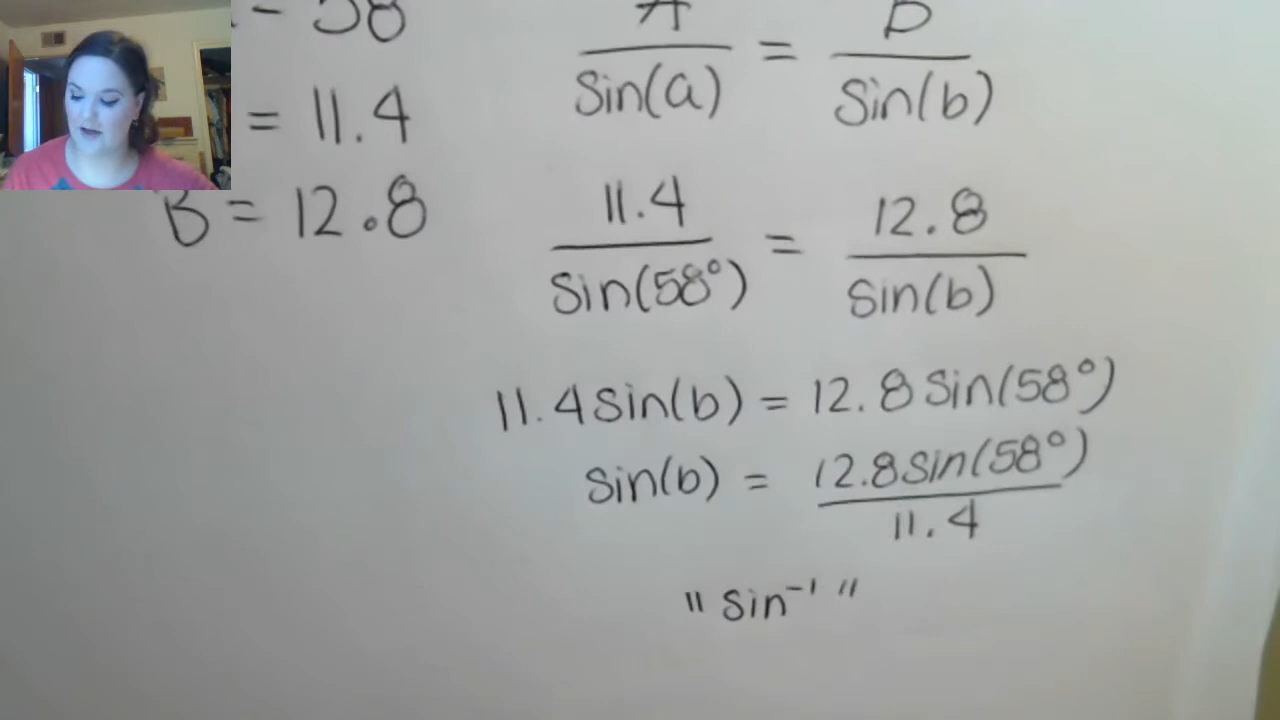 - 58
A/Sin(a) = B/Sin(b)
= 11.4
B = 12.8
11.4/Sin(58°) = 12.8/Sin(b)
11.4 Sin(b) = 12.8 Sin(58°)
Sin(b) = 12.8 Sin(58°)/11.4
" Sin⁻¹ "